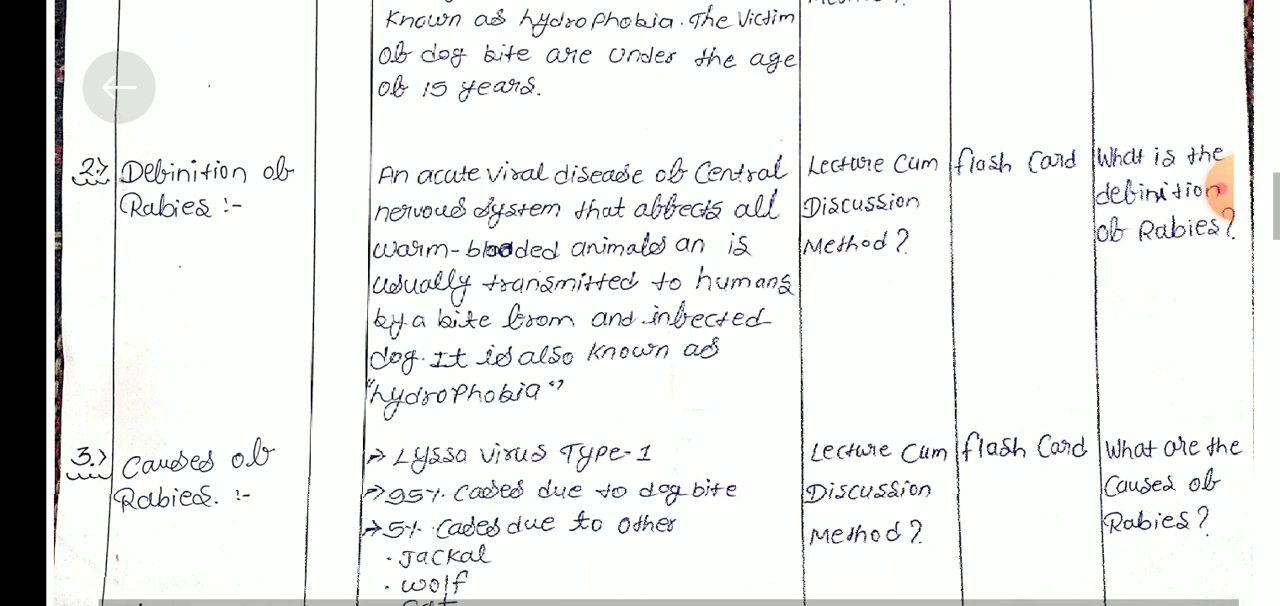 Known as hydrophobia. The Victim
of dog bite are under the age
of 15 years.
2.) Definition of
Rabies :-
An acute viral disease of Central
nervous system that affects all
warm-blooded animals an is
usually transmitted to humans
by a bite from and infected
dog. It is also known as
"hydrophobia"
Lecture Cum
Discussion
Method?
flash Card
What is the
definition
of Rabies?
3.) Causes of
Rabies. :-
→ Lyssa virus Type-1
→ 95% Cases due to dog bite
→ 5% Cases due to other
· Jackal
· wolf
Lecture Cum
Discussion
Method?
flash Card
What are the
Causes of
Rabies?